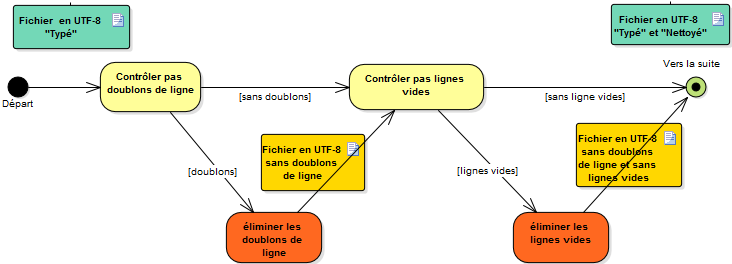 Fichier en UTF-8
"Typé"
Fichier en UTF-8
"Typé" et "Nettoyé"
Vers la suite
Départ
Contrôler pas
doublons de ligne
[sans doublons]
Contrôler pas lignes
vides
[sans ligne vides]
[doublons]
Fichier en UTF-8
sans doublons
de ligne
[lignes vides]
Fichier en UTF-8
sans doublons
de ligne et sans
lignes vides
éliminer les
doublons de
ligne
éliminer les
lignes vides